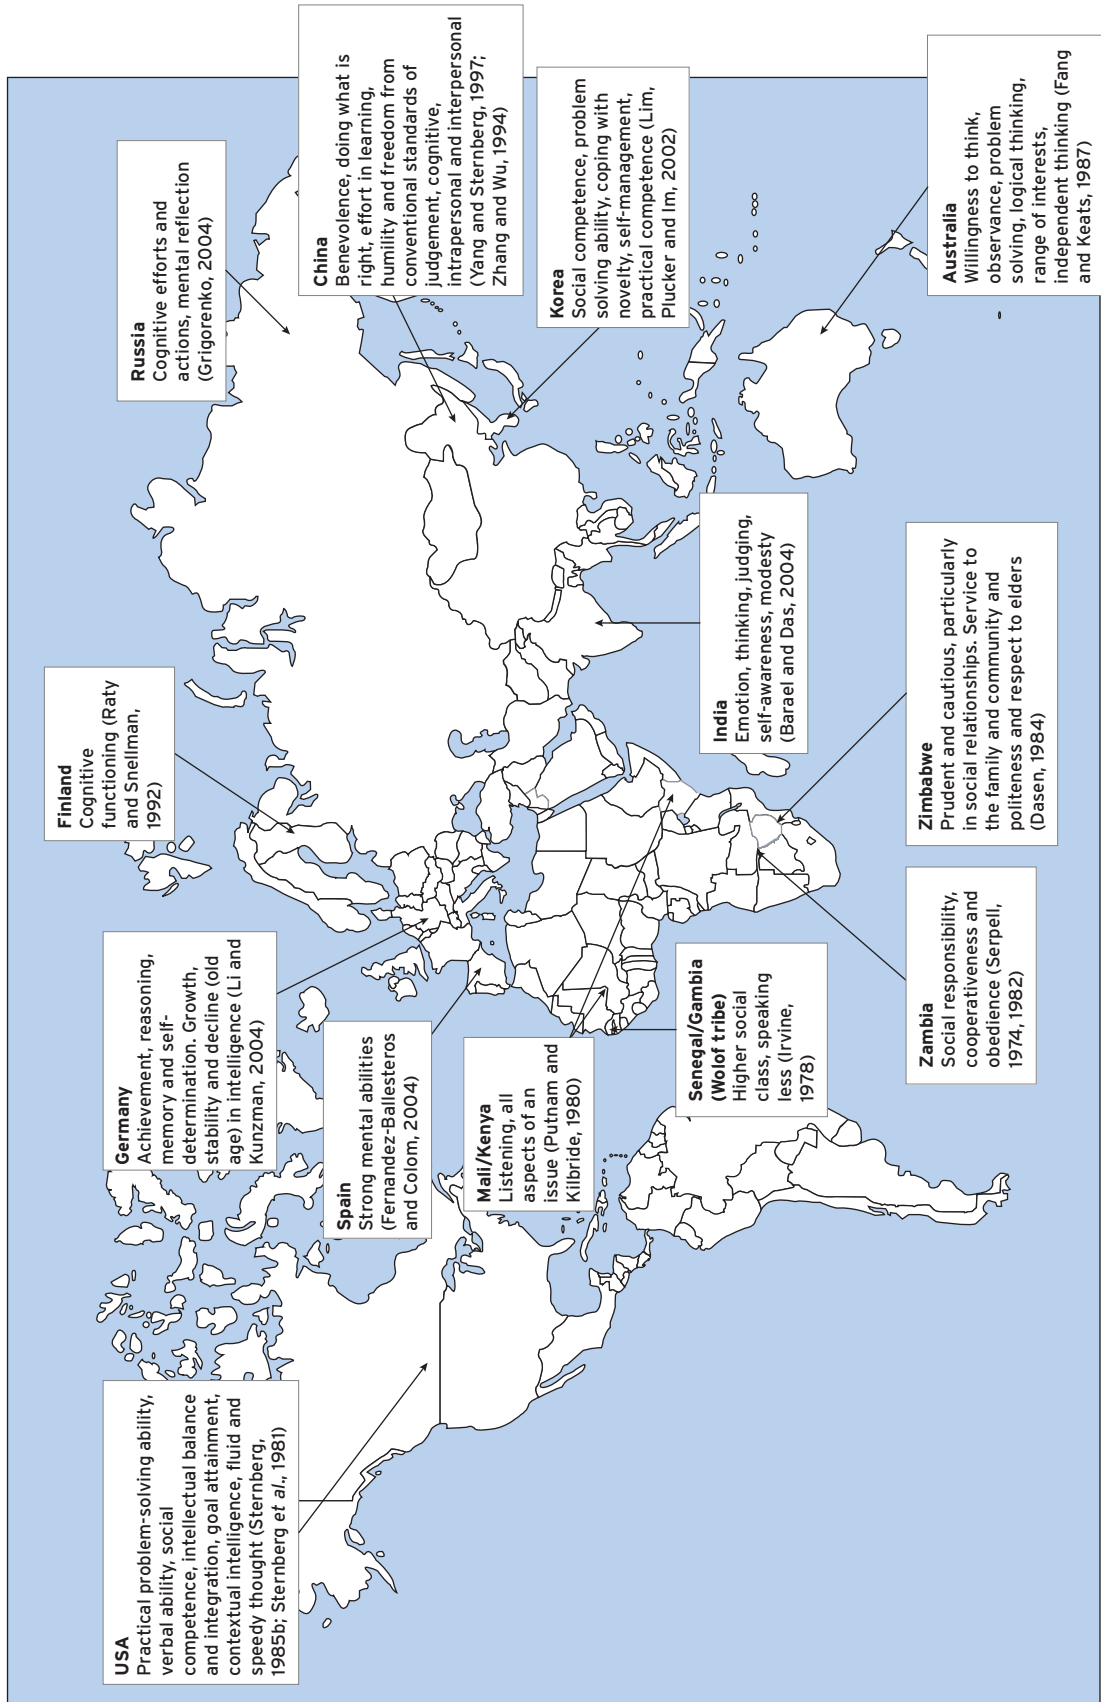 USA
Practical problem-solving ability,
verbal ability, social
competence, intellectual balance
and integration, goal attainment,
contextual intelligence, fluid and
speedy thought (Sternberg,
1985b; Sternberg et al., 1981)
Germany
Achievement, reasoning,
memory and self-
determination. Growth,
stability and decline (old
age) in intelligence (Li and
Kunzman, 2004)
Finland
Cognitive
functioning (Raty
and Snellman,
1992)
Russia
Cognitive efforts and
actions, mental reflection
(Grigorenko, 2004)
China
Benevolence, doing what is
right, effort in learning,
humility and freedom from
conventional standards of
judgement, cognitive,
intrapersonal and interpersonal
(Yang and Sternberg, 1997;
Zhang and Wu, 1994)
Spain
Strong mental abilities
(Fernandez-Ballesteros
and Colom, 2004)
Mali/Kenya
Listening, all
aspects of an
issue (Putnam and
Kilbride, 1980)
Korea
Social competence, problem
solving ability, coping with
novelty, self-management,
practical competence (Lim,
Plucker and Im, 2002)
Senegal/Gambia
(Wolof tribe)
Higher social
class, speaking
less (Irvine,
1978)
India
Emotion, thinking, judging,
self-awareness, modesty
(Barael and Das, 2004)
Zambia
Social responsibility,
cooperativeness and
obedience (Serpell,
1974, 1982)
Zimbabwe
Prudent and cautious, particularly
in social relationships. Service to
the family and community and
politeness and respect to elders
(Dasen, 1984)
Australia
Willingness to think,
observance, problem
solving, logical thinking,
range of interests,
independent thinking (Fang
and Keats, 1987)